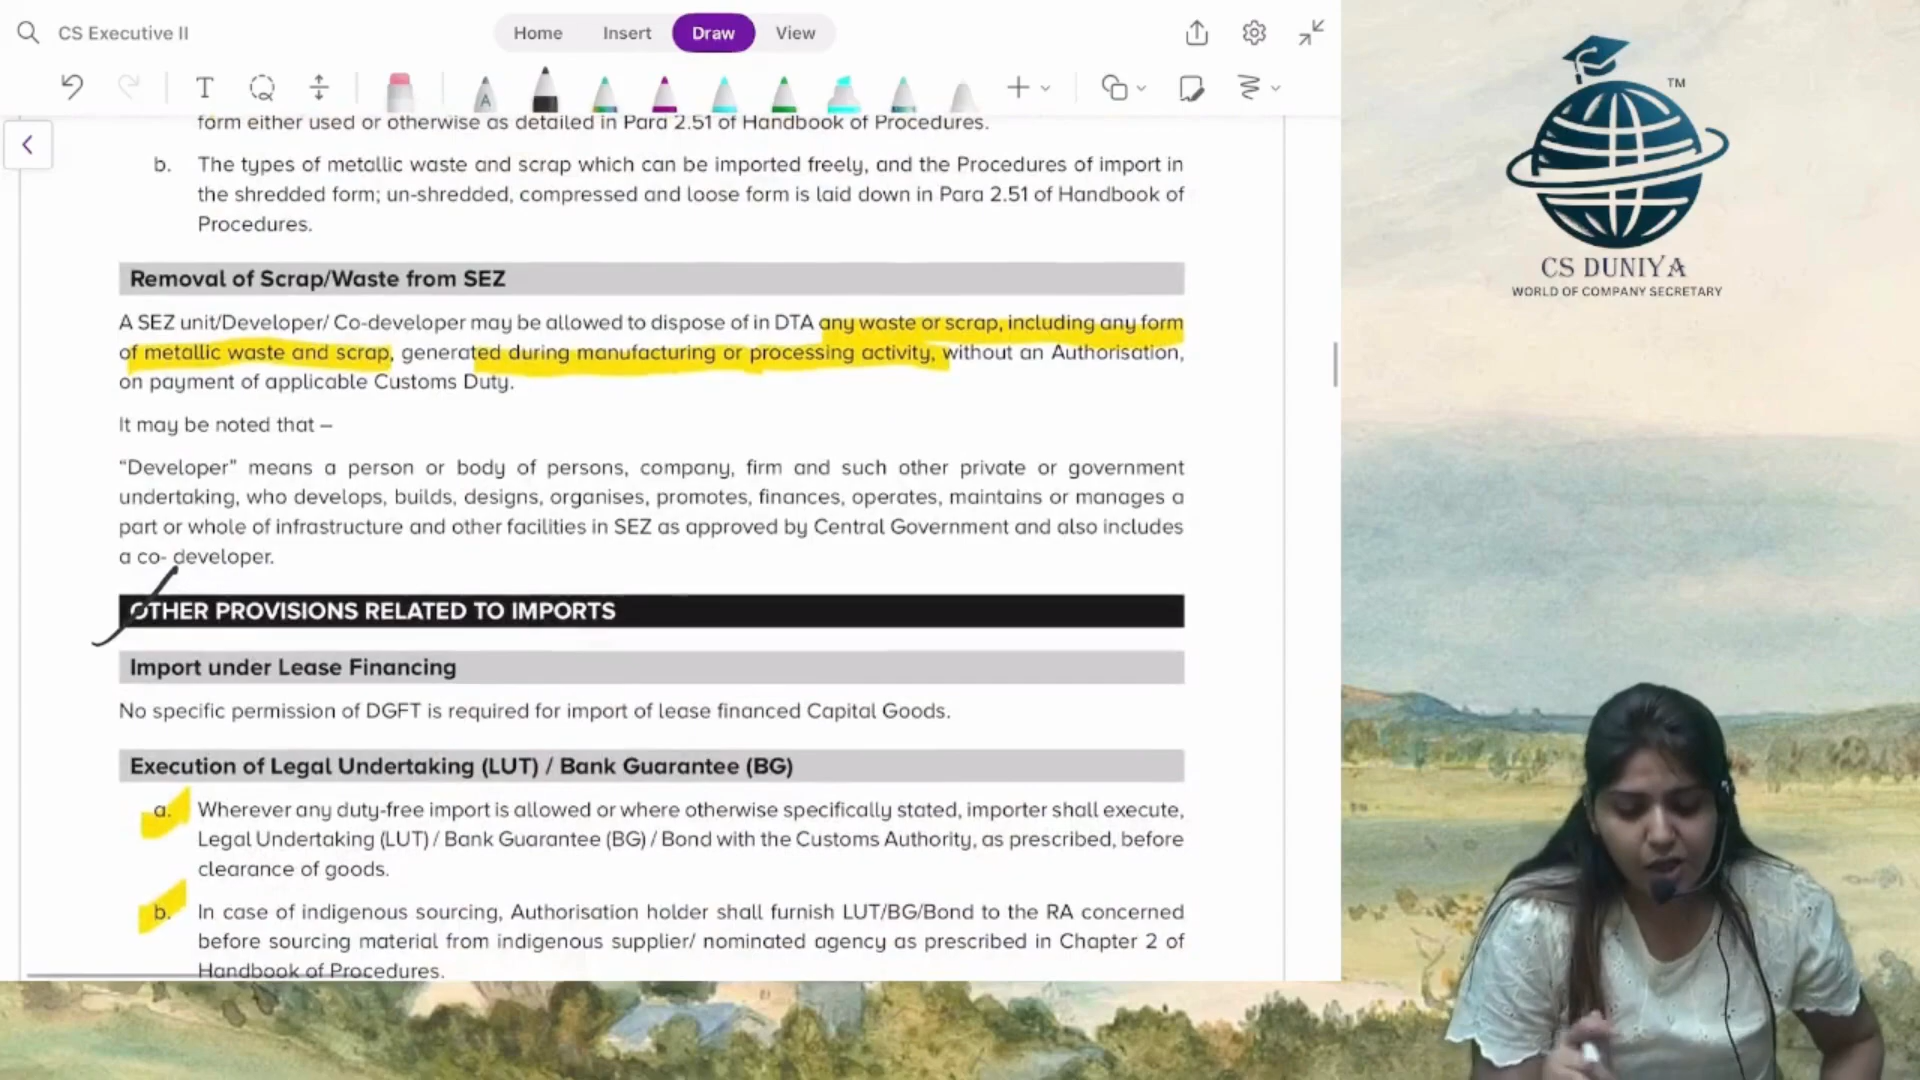 CS Executive II
Home Insert Draw View
T
A
form either used or otherwise as detailed in Para 2.51 of Handbook of Procedures.
b. The types of metallic waste and scrap which can be imported freely, and the Procedures of import in
the shredded form; un-shredded, compressed and loose form is laid down in Para 2.51 of Handbook of
Procedures.
Removal of Scrap/Waste from SEZ
A SEZ unit/Developer/ Co-developer may be allowed to dispose of in DTA any waste or scrap, including any form
of metallic waste and scrap, generated during manufacturing or processing activity, without an Authorisation,
on payment of applicable Customs Duty.
It may be noted that –
“Developer” means a person or body of persons, company, firm and such other private or government
undertaking, who develops, builds, designs, organises, promotes, finances, operates, maintains or manages a
part or whole of infrastructure and other facilities in SEZ as approved by Central Government and also includes
a co- developer.
OTHER PROVISIONS RELATED TO IMPORTS
Import under Lease Financing
No specific permission of DGFT is required for import of lease financed Capital Goods.
Execution of Legal Undertaking (LUT) / Bank Guarantee (BG)
a. Wherever any duty-free import is allowed or where otherwise specifically stated, importer shall execute,
Legal Undertaking (LUT) / Bank Guarantee (BG) / Bond with the Customs Authority, as prescribed, before
clearance of goods.
b. In case of indigenous sourcing, Authorisation holder shall furnish LUT/BG/Bond to the RA concerned
before sourcing material from indigenous supplier/ nominated agency as prescribed in Chapter 2 of
Handbook of Procedures.
TM
CS DUNIYA
WORLD OF COMPANY SECRETARY